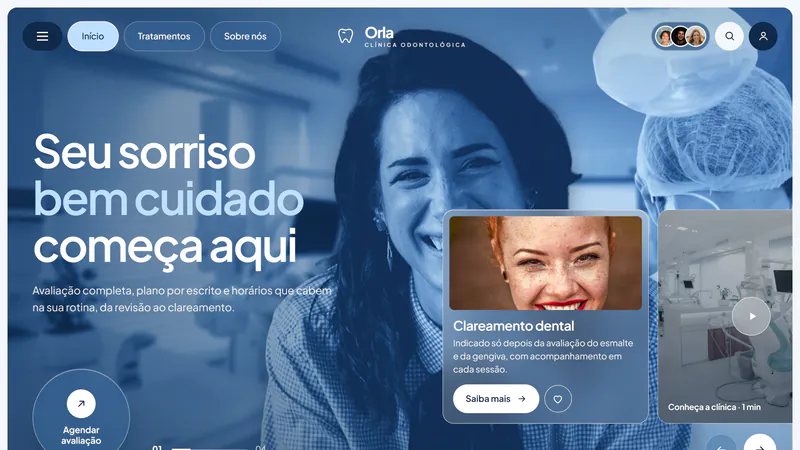 Início
Tratamentos
Sobre nós
Orla
CLÍNICA ODONTOLÓGICA
Seu sorriso
bem cuidado
começa aqui
Avaliação completa, plano por escrito e horários que cabem
na sua rotina, da revisão ao clareamento.
Clareamento dental
Indicado só depois da avaliação do esmalte
e da gengiva, com acompanhamento em
cada sessão.
Saiba mais
Conheça a clínica · 1 min
Agendar
avaliação
01
04